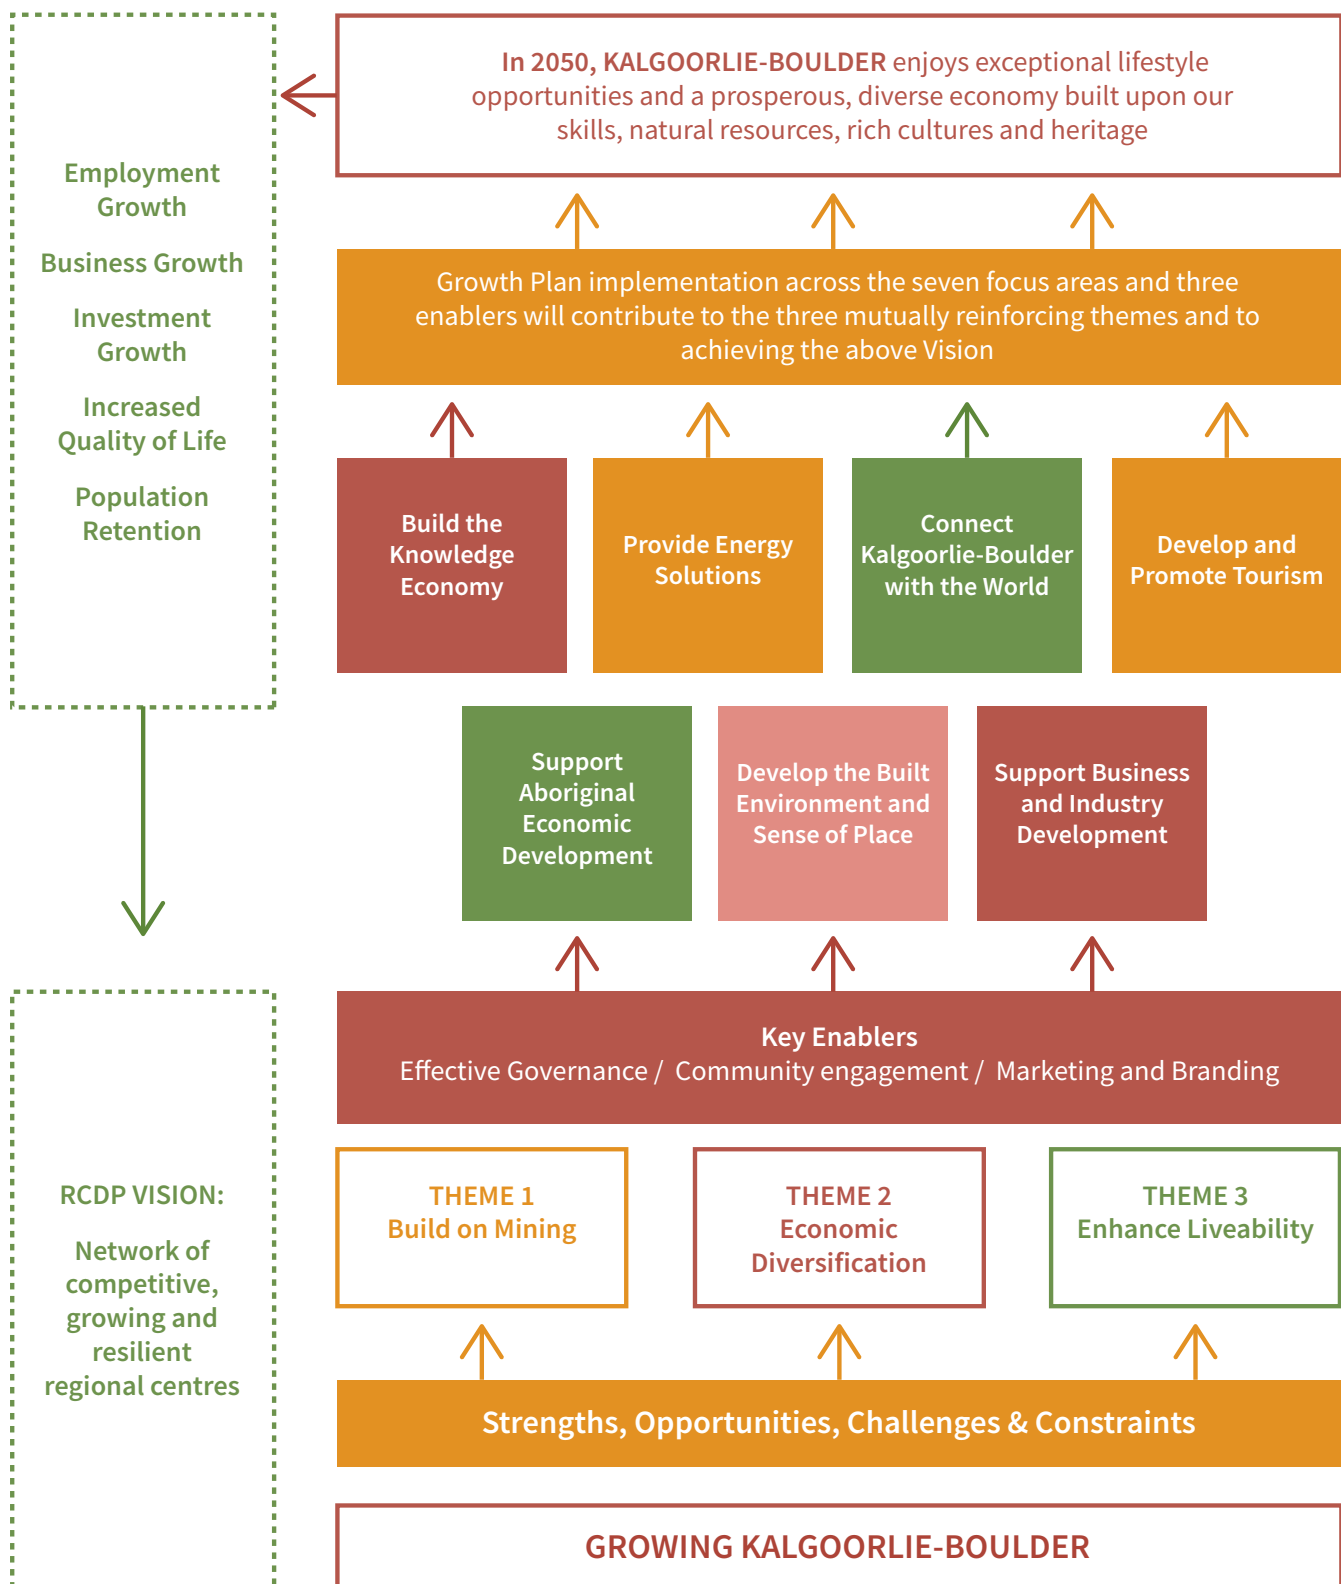 In 2050, KALGOORLIE-BOULDER enjoys exceptional lifestyle
opportunities and a prosperous, diverse economy built upon our
skills, natural resources, rich cultures and heritage
Employment
Growth
Business Growth
Investment
Growth
Increased
Quality of Life
Population
Retention
Growth Plan implementation across the seven focus areas and three
enablers will contribute to the three mutually reinforcing themes and to
achieving the above Vision
Build the
Knowledge
Economy
Provide Energy
Solutions
Connect
Kalgoorlie-Boulder
with the World
Develop and
Promote Tourism
Support
Aboriginal
Economic
Development
Develop the Built
Environment and
Sense of Place
Support Business
and Industry
Development
Key Enablers
Effective Governance / Community engagement / Marketing and Branding
RCDP VISION:
Network of
competitive,
growing and
resilient
regional centres
THEME 1
Build on Mining
THEME 2
Economic
Diversification
THEME 3
Enhance Liveability
Strengths, Opportunities, Challenges & Constraints
GROWING KALGOORLIE-BOULDER